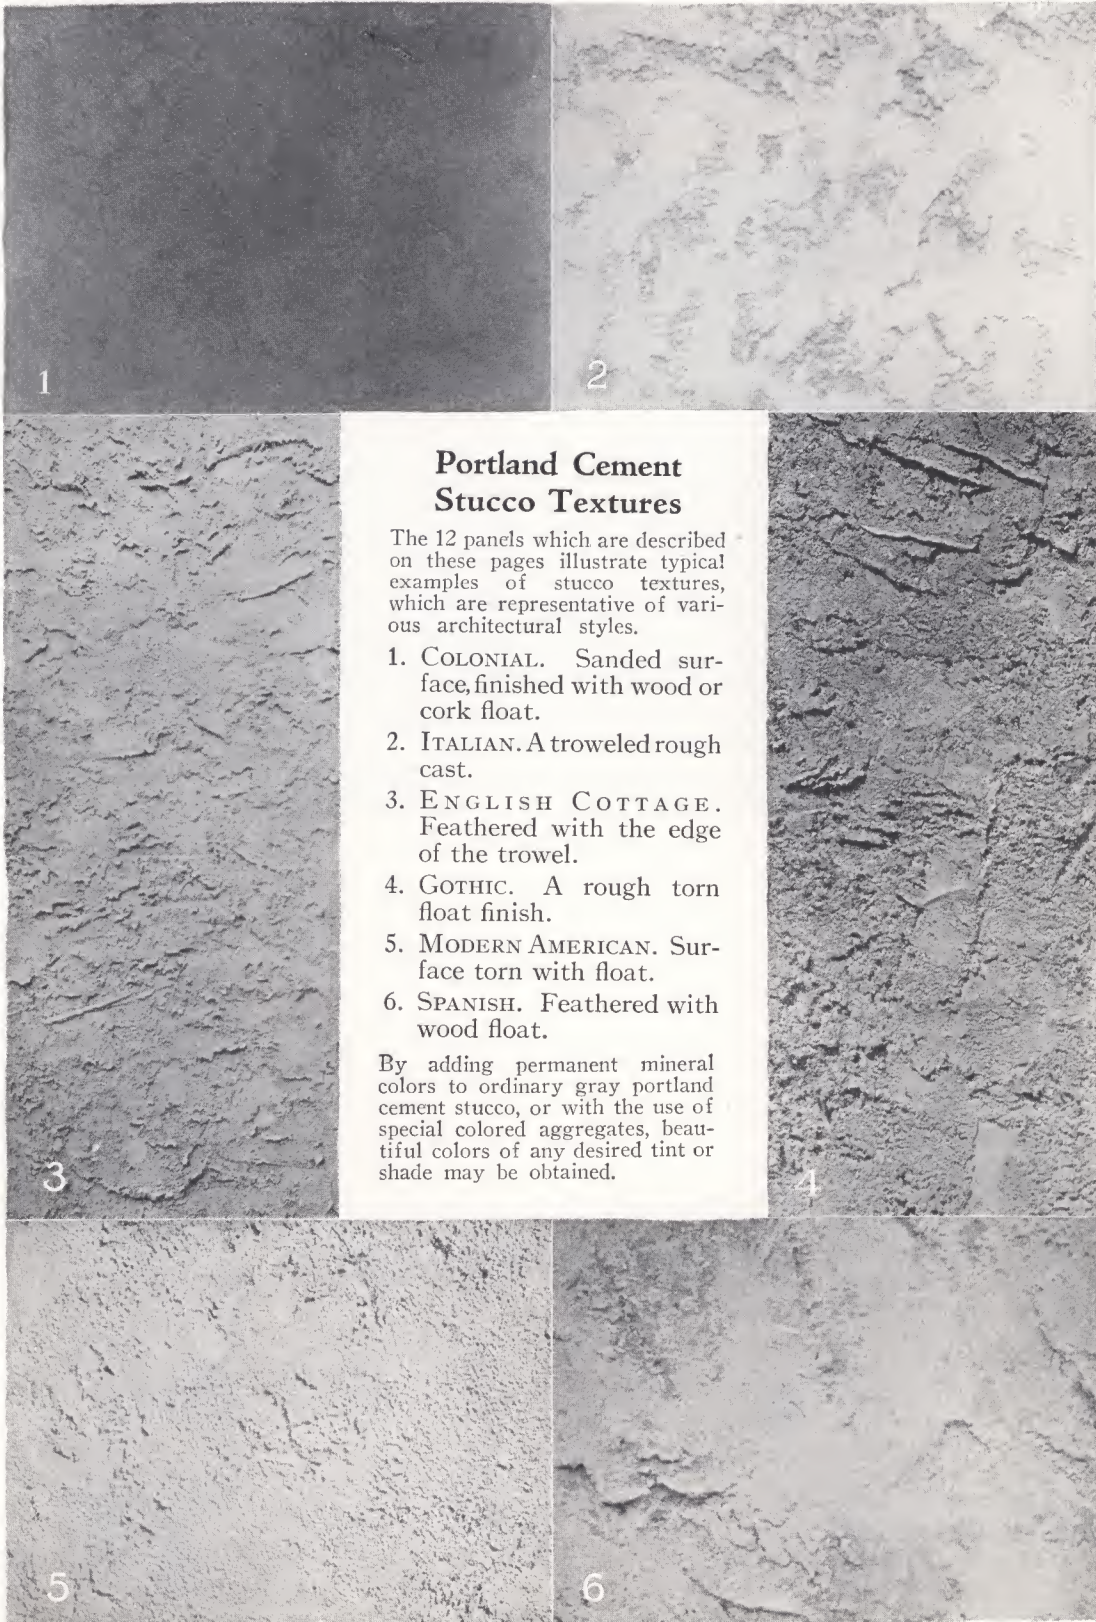 1
2
Portland Cement
Stucco Textures
The 12 panels which are described
on these pages illustrate typical
examples of stucco textures,
which are representative of vari-
ous architectural styles.
1. COLONIAL. Sanded sur-
face, finished with wood or
cork float.
2. ITALIAN. A troweled rough
cast.
3. ENGLISH COTTAGE.
Feathered with the edge
of the trowel.
4. GOTHIC. A rough torn
float finish.
5. MODERN AMERICAN. Sur-
face torn with float.
6. SPANISH. Feathered with
wood float.
By adding permanent mineral
colors to ordinary gray portland
cement stucco, or with the use of
special colored aggregates, beau-
tiful colors of any desired tint or
shade may be obtained.
3
4
5
6